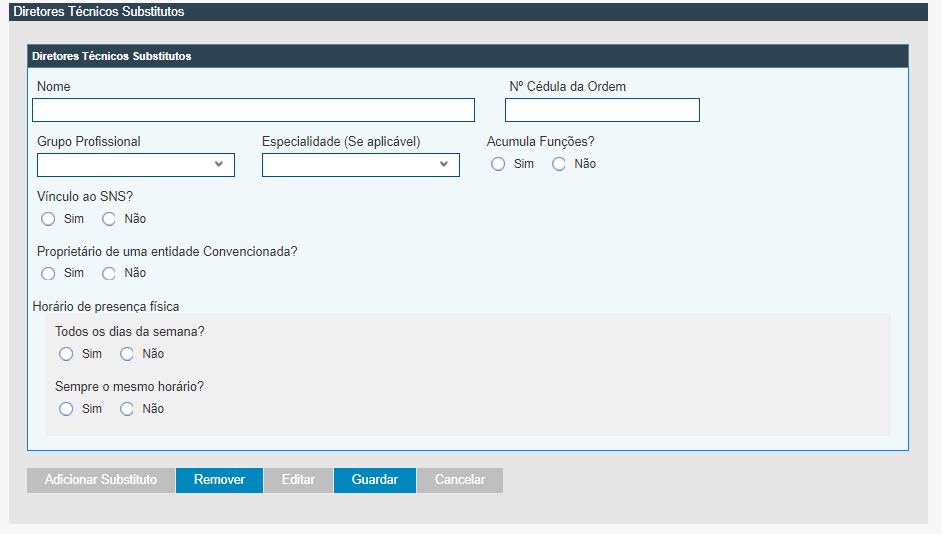 Diretores Técnicos Substitutos
Diretores Técnicos Substitutos
Nome Nº Cédula da Ordem
Grupo Profissional Especialidade (Se aplicável) Acumula Funções?
Sim Não
Vínculo ao SNS?
Sim Não
Proprietário de uma entidade Convencionada?
Sim Não
Horário de presença física
Todos os dias da semana?
Sim Não
Sempre o mesmo horário?
Sim Não
Adicionar Substituto Remover Editar Guardar Cancelar